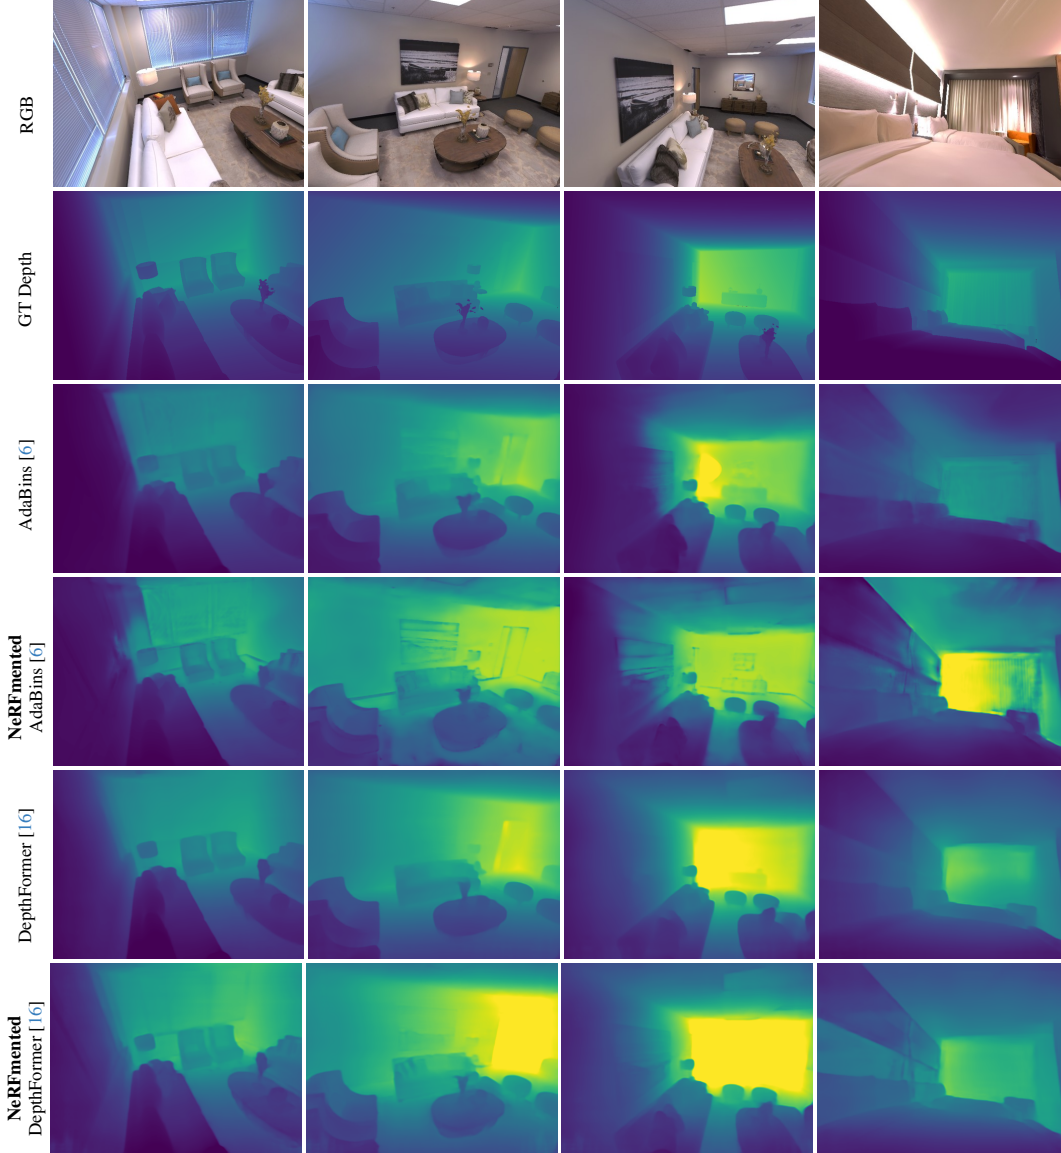 RGB
GT Depth
AdaBins [6]
NeRFmented
AdaBins [6]
DepthFormer [16]
NeRFmented
DepthFormer [16]